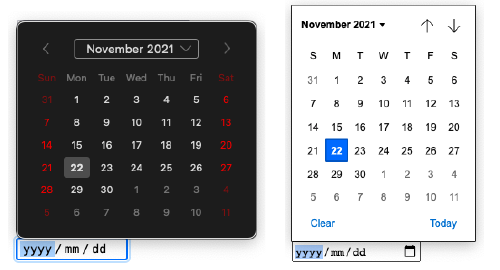 November 2021
Sun Mon Tue Wed Thu Fri Sat
31 1 2 3 4 5 6
7 8 9 10 11 12 13
14 15 16 17 18 19 20
21 22 23 24 25 26 27
28 29 30 1 2 3 4
5 6 7 8 9 10 11
yyyy/mm/dd
November 2021
S M T W T F S
31 1 2 3 4 5 6
7 8 9 10 11 12 13
14 15 16 17 18 19 20
21 22 23 24 25 26 27
28 29 30 1 2 3 4
5 6 7 8 9 10 11
Clear Today
yyyy/mm/dd